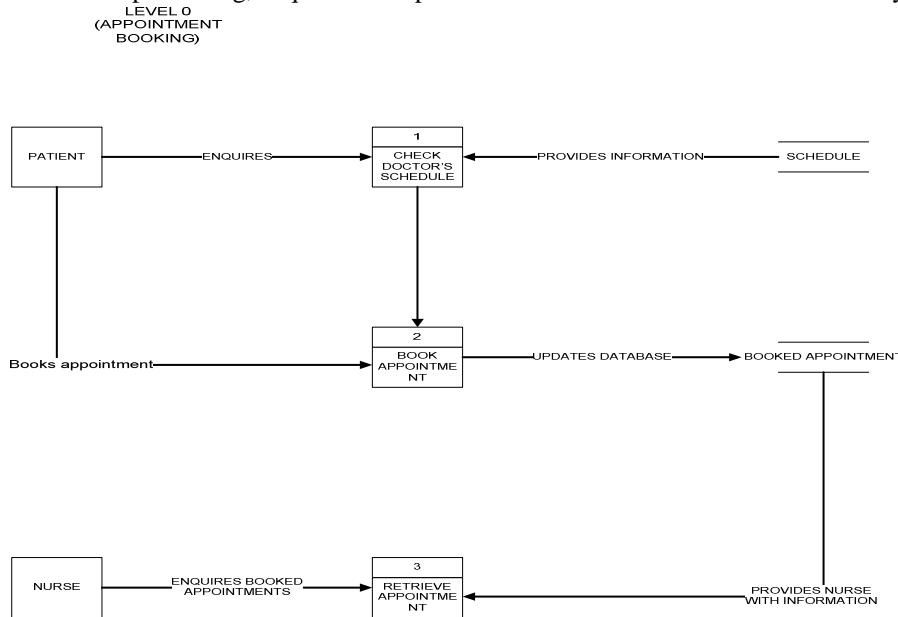 LEVEL 0
(APPOINTMENT
BOOKING)
1
PATIENT
ENQUIRES
CHECK
DOCTOR'S
SCHEDULE
PROVIDES INFORMATION
SCHEDULE
2
Books appointment
BOOK
APPOINTME
NT
UPDATES DATABASE
BOOKED APPOINTMENT
3
NURSE
ENQUIRES BOOKED
APPOINTMENTS
RETRIEVE
APPOINTME
NT
PROVIDES NURSE
WITH INFORMATION